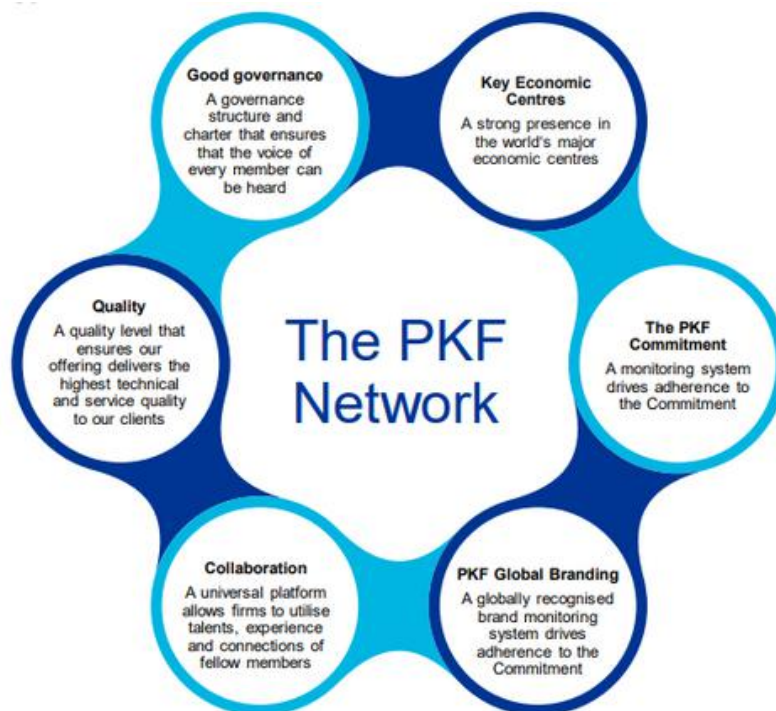 Good governance
A governance
structure and
charter that ensures
that the voice of
every member can
be heard
Key Economic
Centres
A strong presence in
the world's major
economic centres
The PKF
Commitment
A monitoring system
drives adherence to
the Commitment
PKF Global Branding
A globally recognised
brand monitoring
system drives
adherence to the
Commitment
Collaboration
A universal platform
allows firms to utilise
talents, experience
and connections of
fellow members
Quality
A quality level that
ensures our
offering delivers the
highest technical
and service quality
to our clients
The PKF
Network